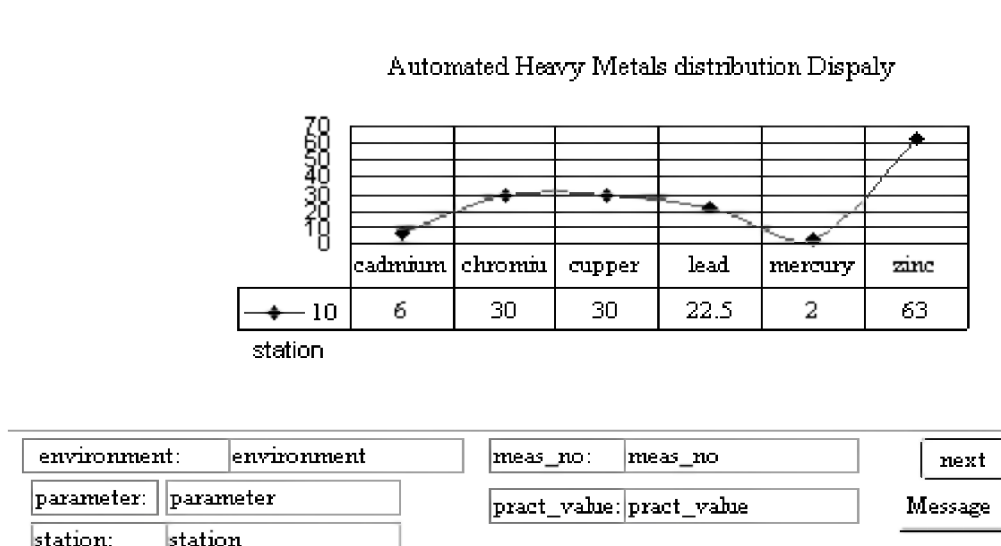 Automated Heavy Metals distribution Dispaly
70
60
50
40
30
20
10
0
cadmium chromiu cupper lead mercury zinc
10 6 30 30 22.5 2 63
station
environment: environment meas_no: meas_no next
parameter: parameter pract_value: pract_value Message
station: station